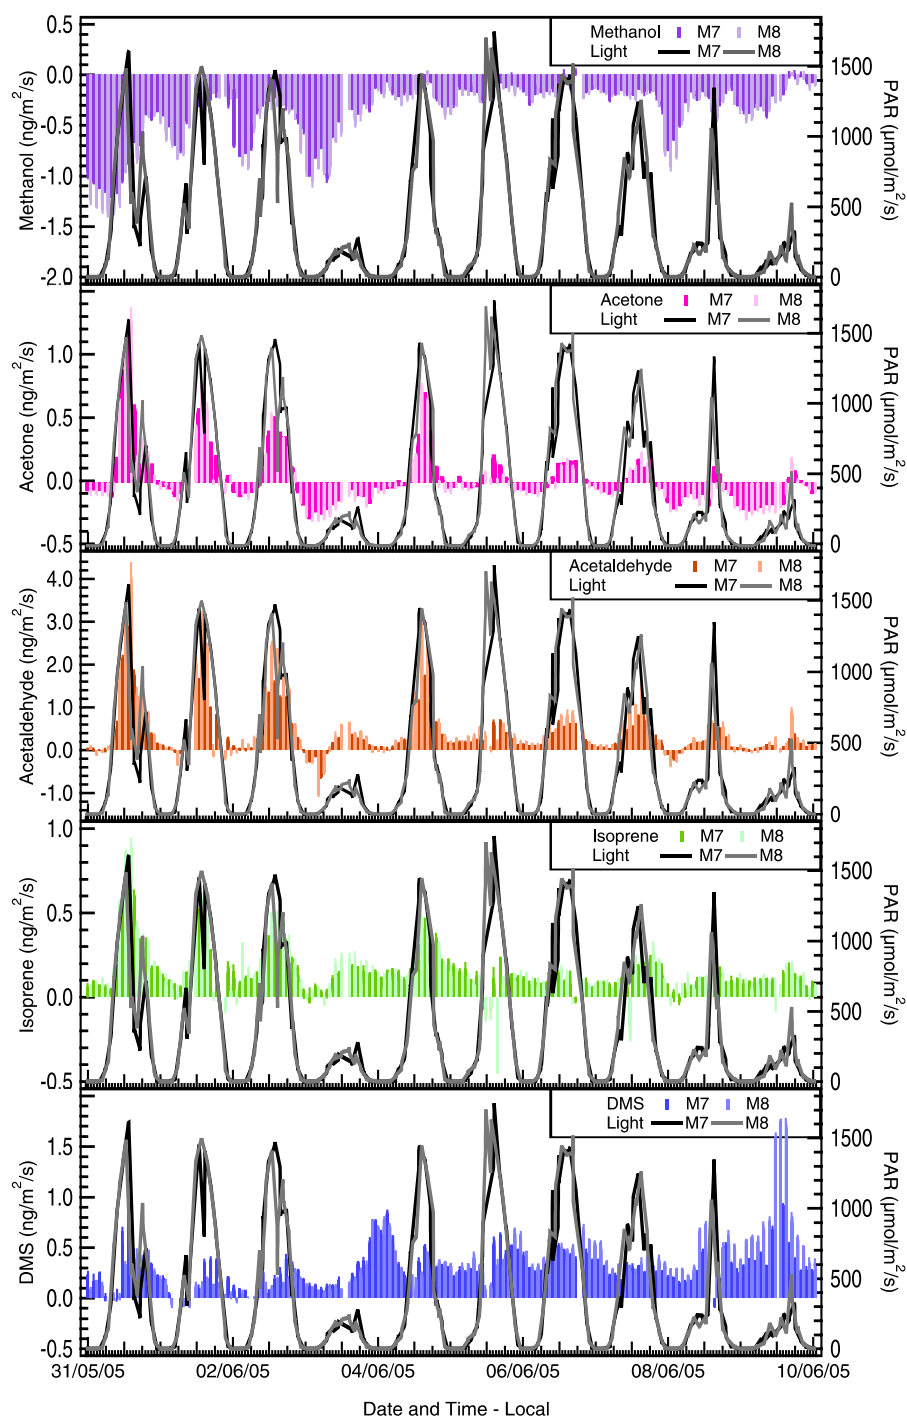 Methanol M7 M8
Light M7 M8
0.5
0.0
-0.5
-1.0
-1.5
-2.0
Methanol (ng/m²/s)
1500
1000
500
0
PAR (μmol/m²/s)
Acetone M7 M8
Light M7 M8
1.0
0.5
0.0
-0.5
Acetone (ng/m²/s)
1500
1000
500
0
PAR (μmol/m²/s)
Acetaldehyde M7 M8
Light M7 M8
4.0
3.0
2.0
1.0
0.0
-1.0
Acetaldehyde (ng/m²/s)
1500
1000
500
0
PAR (μmol/m²/s)
Isoprene M7 M8
Light M7 M8
1.0
0.5
0.0
-0.5
Isoprene (ng/m²/s)
1500
1000
500
0
PAR (μmol/m²/s)
DMS M7 M8
Light M7 M8
1.5
1.0
0.5
0.0
-0.5
DMS (ng/m²/s)
1500
1000
500
0
PAR (μmol/m²/s)
31/05/05 02/06/05 04/06/05 06/06/05 08/06/05 10/06/05
Date and Time - Local